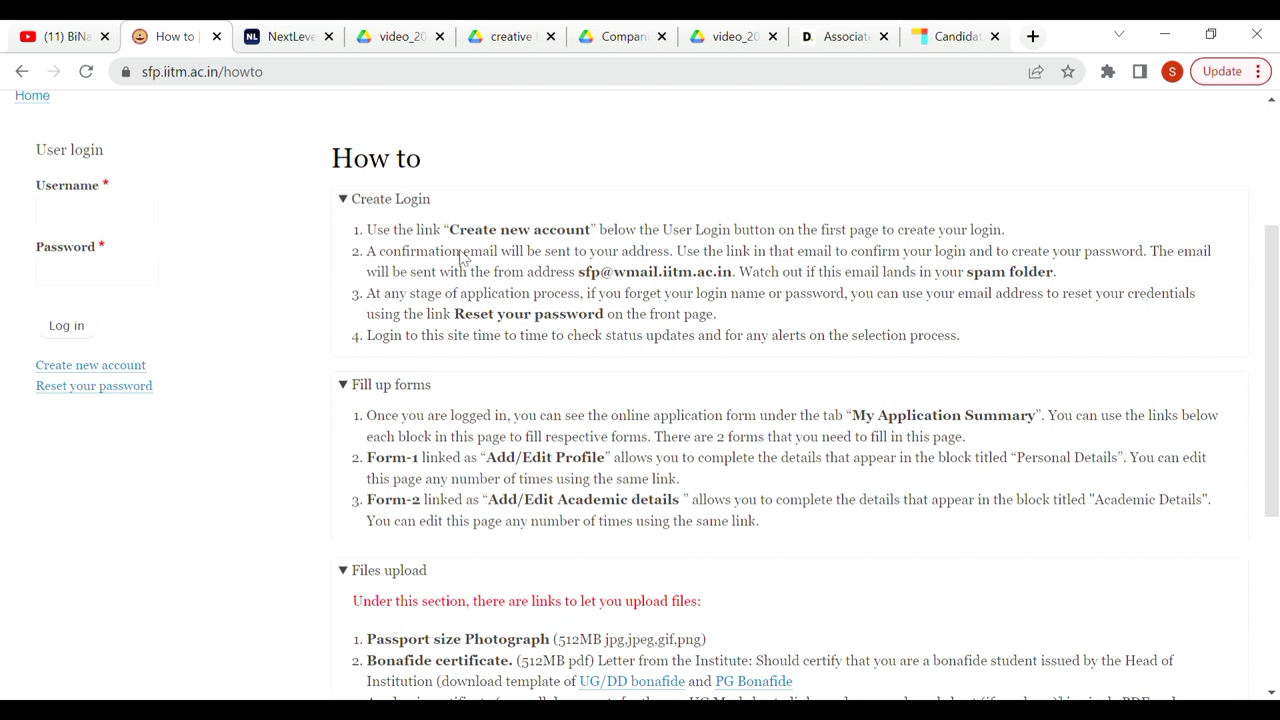 (11) BiNa
How to
NextLeve
video_20
creative
Compan
video_20
D. Associate
Candidat
sfp.iitm.ac.in/howto
S
Update
Home
User login
Username *
Password *
Log in
Create new account
Reset your password
How to
Create Login
1. Use the link “Create new account” below the User Login button on the first page to create your login.
2. A confirmation email will be sent to your address. Use the link in that email to confirm your login and to create your password. The email
will be sent with the from address sfp@wmail.iitm.ac.in. Watch out if this email lands in your spam folder.
3. At any stage of application process, if you forget your login name or password, you can use your email address to reset your credentials
using the link Reset your password on the front page.
4. Login to this site time to time to check status updates and for any alerts on the selection process.
Fill up forms
1. Once you are logged in, you can see the online application form under the tab “My Application Summary”. You can use the links below
each block in this page to fill respective forms. There are 2 forms that you need to fill in this page.
2. Form-1 linked as “Add/Edit Profile” allows you to complete the details that appear in the block titled “Personal Details”. You can edit
this page any number of times using the same link.
3. Form-2 linked as “Add/Edit Academic details ” allows you to complete the details that appear in the block titled "Academic Details".
You can edit this page any number of times using the same link.
Files upload
Under this section, there are links to let you upload files:
1. Passport size Photograph (512MB jpg,jpeg,gif,png)
2. Bonafide certificate. (512MB pdf) Letter from the Institute: Should certify that you are a bonafide student issued by the Head of
Institution (download template of UG/DD bonafide and PG Bonafide